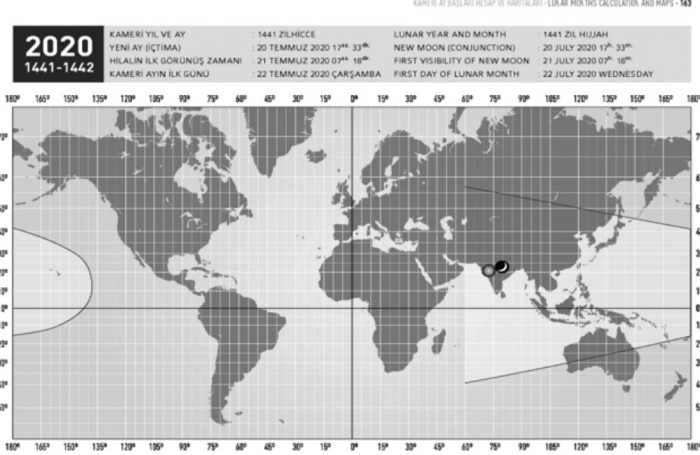 KAMERİ AY BAŞLARI HESAP VE HARİTALARI - LUNAR MONTHS CALCULATION AND MAPS - 163
2020
1441-1442
KAMERİ YIL VE AY : 1441 ZİLHİCCE
YENİ AY (İÇTİMA) : 20 TEMMUZ 2020 17sa. 33dk.
HİLALİN İLK GÖRÜNÜŞ ZAMANI : 21 TEMMUZ 2020 07sa. 18dk.
KAMERİ AYIN İLK GÜNÜ : 22 TEMMUZ 2020 ÇARŞAMBA
LUNAR YEAR AND MONTH : 1441 ZIL HIJJAH
NEW MOON (CONJUNCTION) : 20 JULY 2020 17h. 33m.
FIRST VISIBILITY OF NEW MOON : 21 JULY 2020 07h. 18m.
FIRST DAY OF LUNAR MONTH : 22 JULY 2020 WEDNESDAY
180° 165° 150° 135° 120° 105° 90° 75° 60° 45° 30° 15° 0° 15° 30° 45° 60° 75° 90° 105° 120° 135° 150° 165° 180°
180° 165° 150° 135° 120° 105° 90° 75° 60° 45° 30° 15° 0° 15° 30° 45° 60° 75° 90° 105° 120° 135° 150° 165° 180°